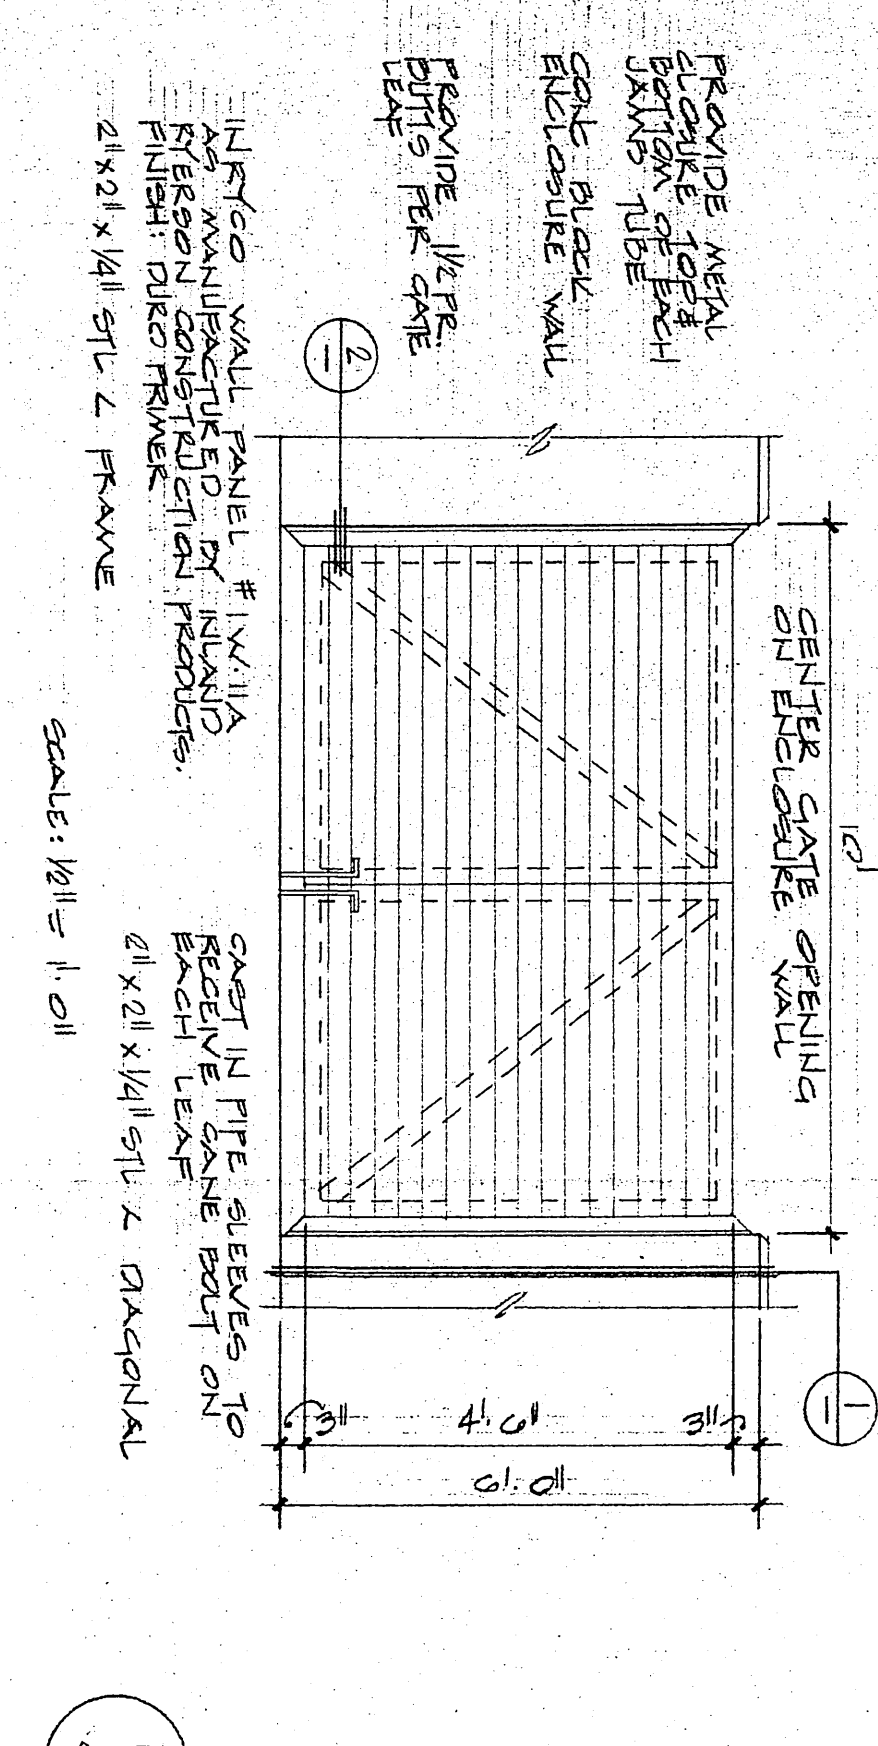 PROVIDE METAL
CLOSURE TOP &
BOTTOM OF EACH
JAMB TUBE
CONC BLOCK
ENCLOSURE WALL
PROVIDE 1 1/2 PR.
BUTTS PER GATE
LEAF
INRYCO WALL PANEL # IW·11A
AS MANUFACTURED BY INLAND
RYERSON CONSTRUCTION PRODUCTS.
FINISH: DURO PRIMER
2" x 2" x 1/4" STL L FRAME
2
-
10'
CENTER GATE OPENING
ON ENCLOSURE WALL
CAST IN PIPE SLEEVES TO
RECEIVE CANE BOLT ON
EACH LEAF
2" x 2" x 1/4" STL L DIAGONAL
SCALE: 1/2" = 1'·0"
3"
4'·6"
3"
1
-